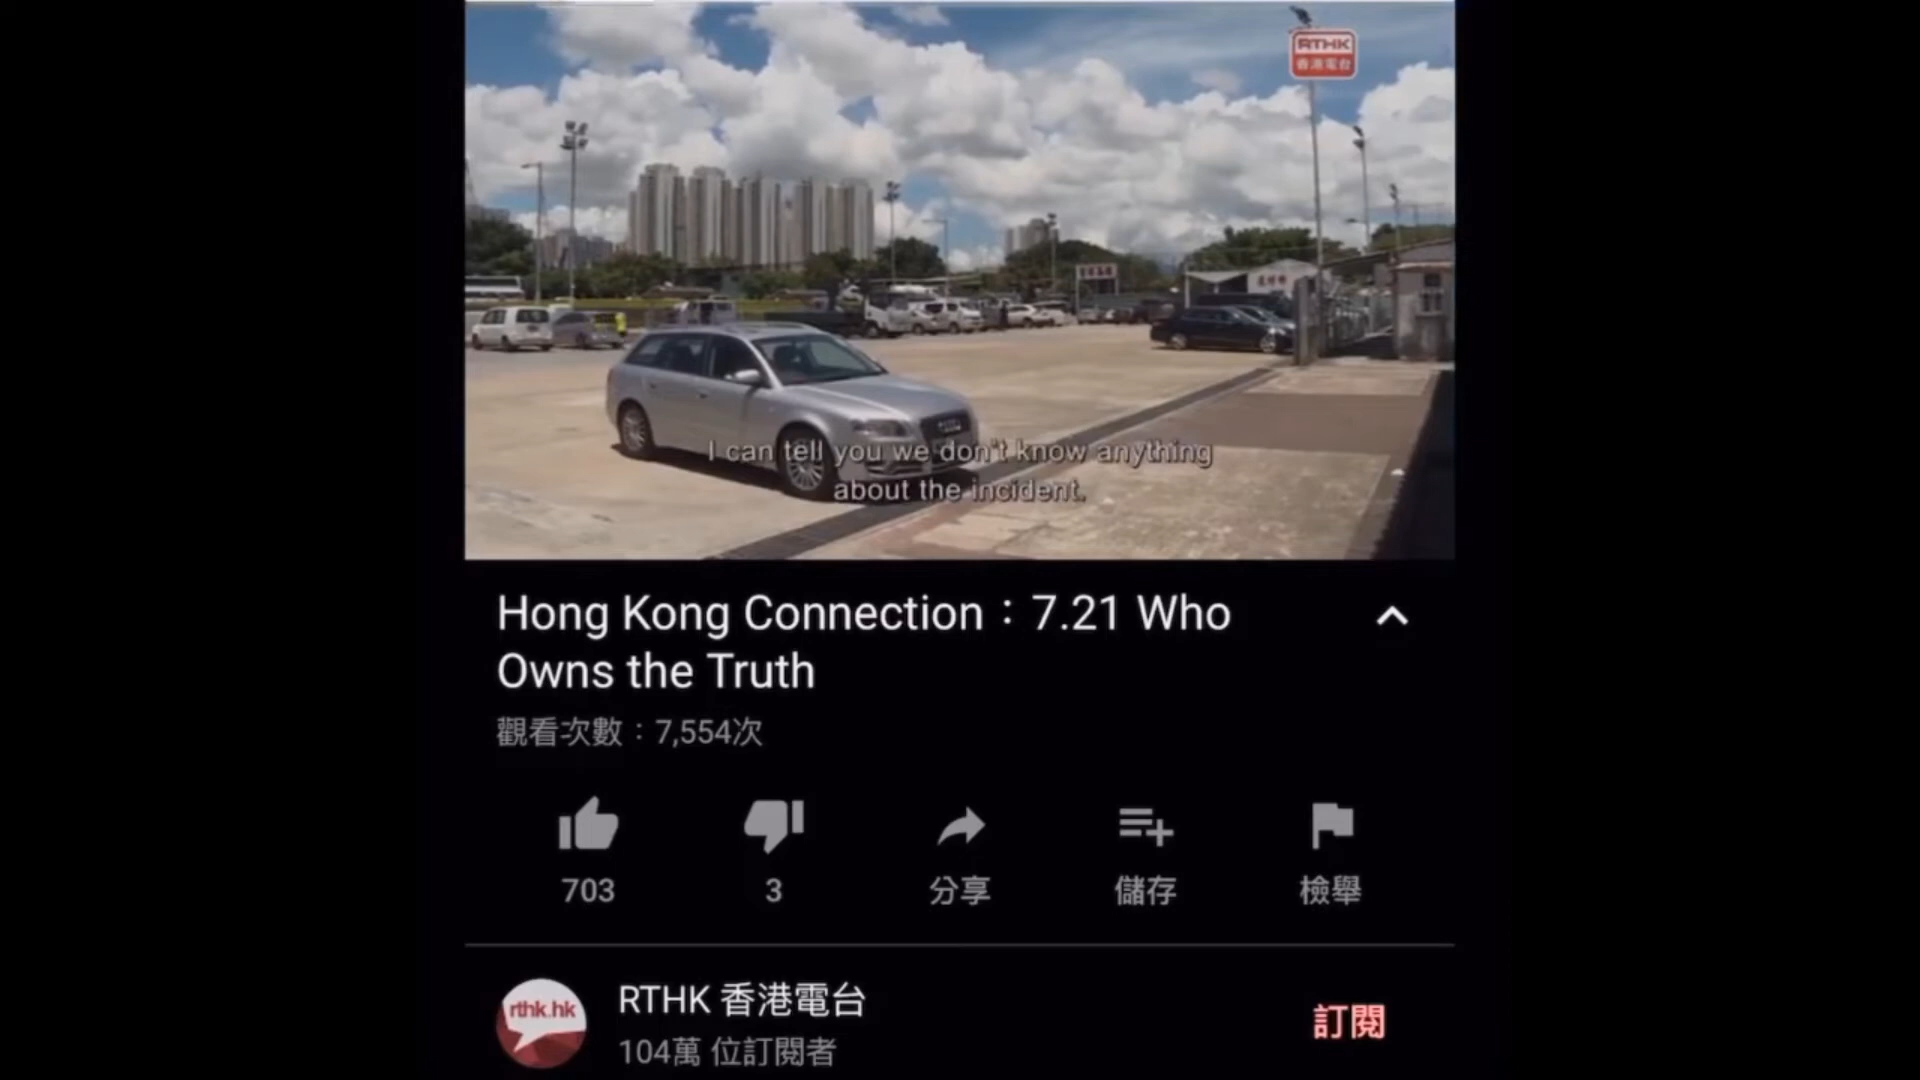 RTHK
香港電台
I can tell you we don't know anything
about the incident.
Hong Kong Connection：7.21 Who
Owns the Truth
觀看次數：7,554次
703
3
分享
儲存
檢舉
rthk.hk
RTHK 香港電台
104萬 位訂閱者
訂閱